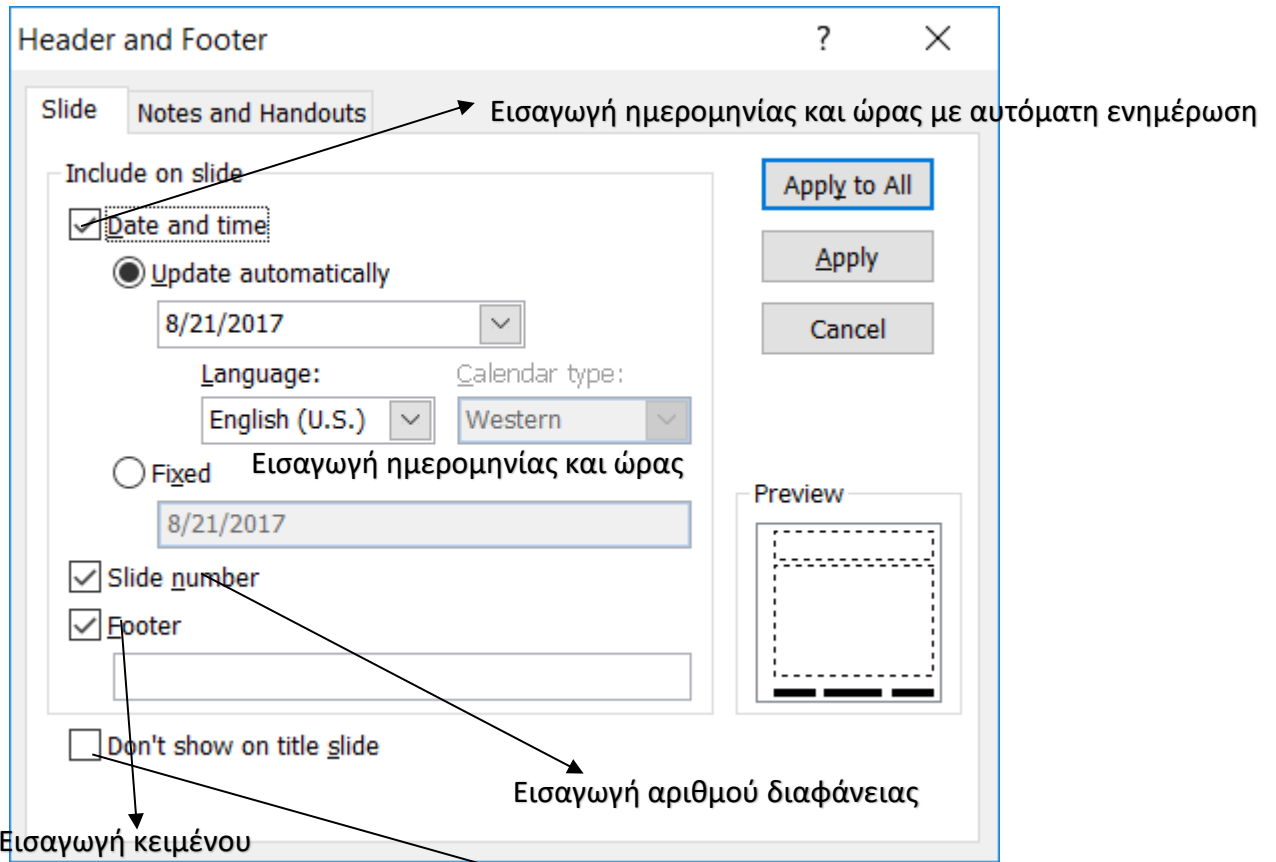 Header and Footer
Slide Notes and Handouts
Εισαγωγή ημερομηνίας και ώρας με αυτόματη ενημέρωση
Include on slide
Apply to All
Date and time
Apply
Update automatically
8/21/2017
Cancel
Language: Calendar type:
English (U.S.) Western
Εισαγωγή ημερομηνίας και ώρας
Fixed
Preview
8/21/2017
Slide number
Footer
Don't show on title slide
Εισαγωγή αριθμού διαφάνειας
Εισαγωγή κειμένου